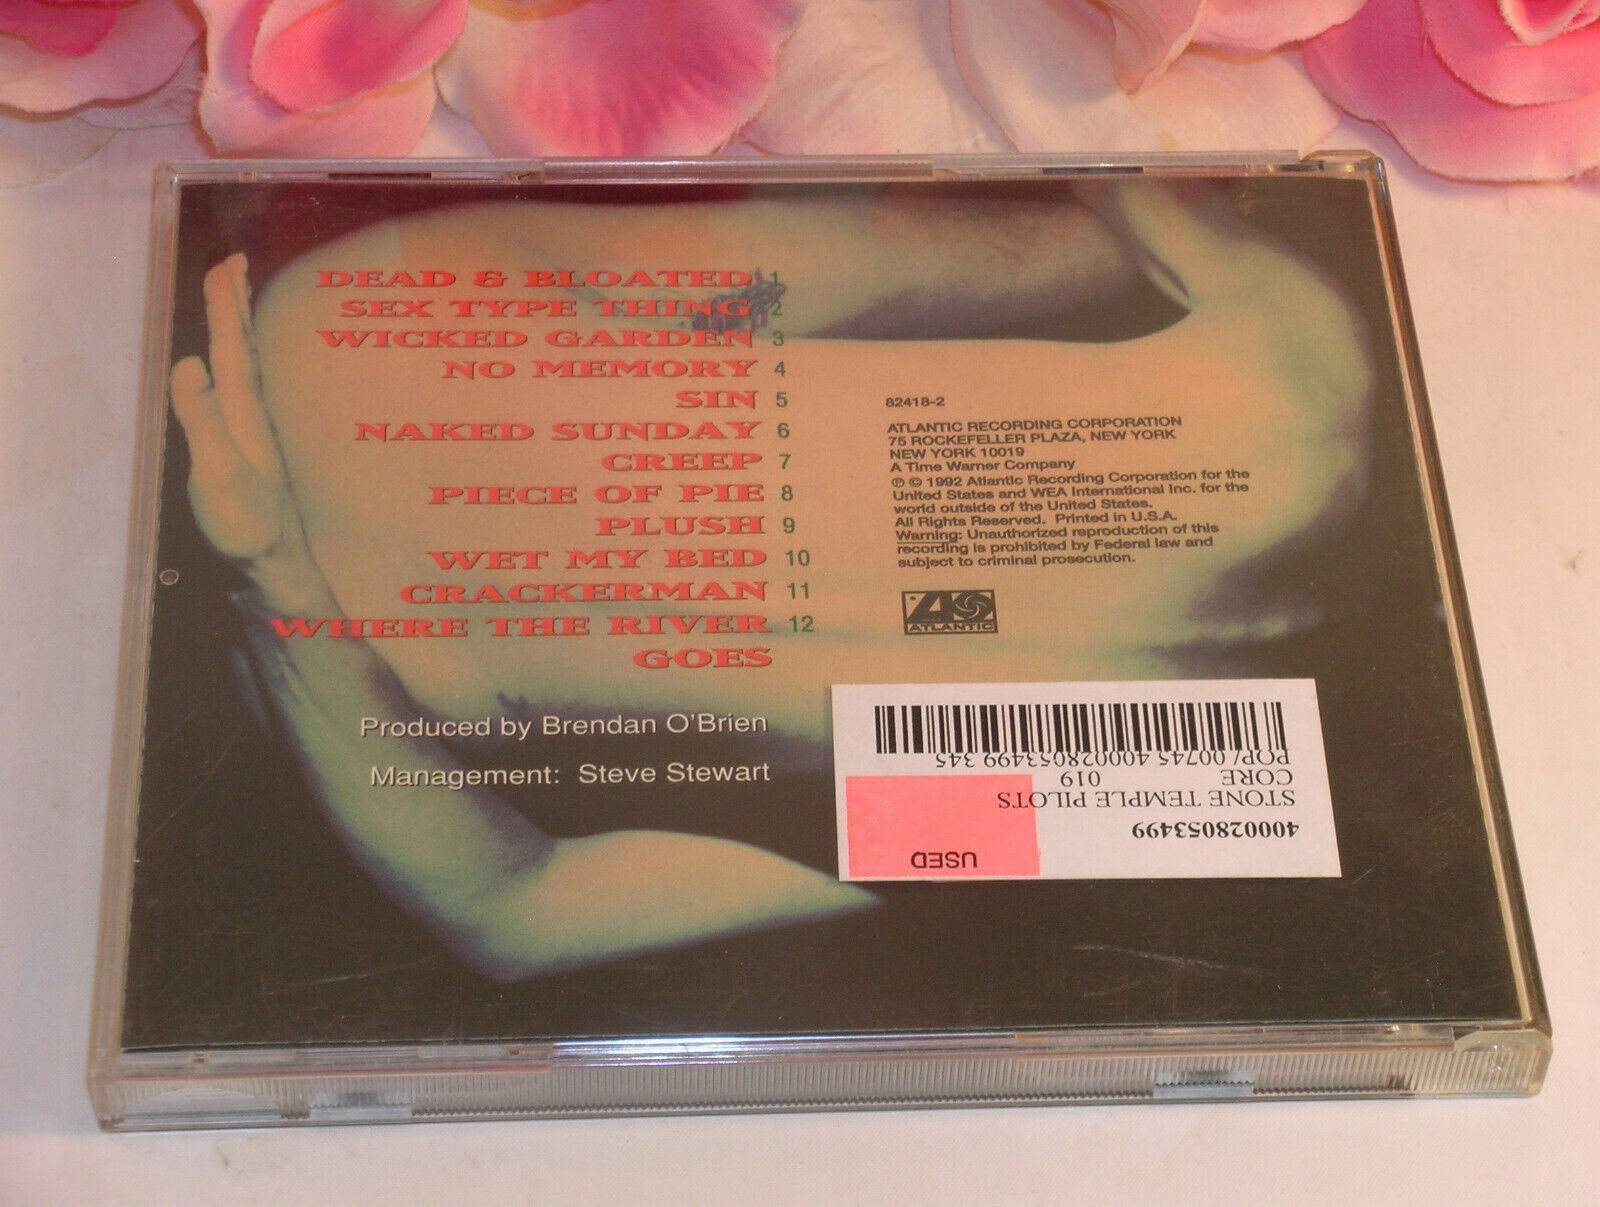 DEAD & BLOATED 1
SEX TYPE THING 2
WICKED GARDEN 3
NO MEMORY 4
SIN 5
NAKED SUNDAY 6
CREEP 7
PIECE OF PIE 8
PLUSH 9
WET MY BED 10
CRACKERMAN 11
WHERE THE RIVER 12
GOES
Produced by Brendan O'Brien
Management: Steve Stewart
82418-2
ATLANTIC RECORDING CORPORATION
75 ROCKEFELLER PLAZA, NEW YORK
NEW YORK 10019
A Time Warner Company
℗ © 1992 Atlantic Recording Corporation for the
United States and WEA International Inc. for the
world outside of the United States.
All Rights Reserved. Printed in U.S.A.
Warning: Unauthorized reproduction of this
recording is prohibited by Federal law and
subject to criminal prosecution.
ATLANTIC
USED
400028053499
STONE TEMPLE PILOTS
CORE 019
POP/ 00745 400028053499 345